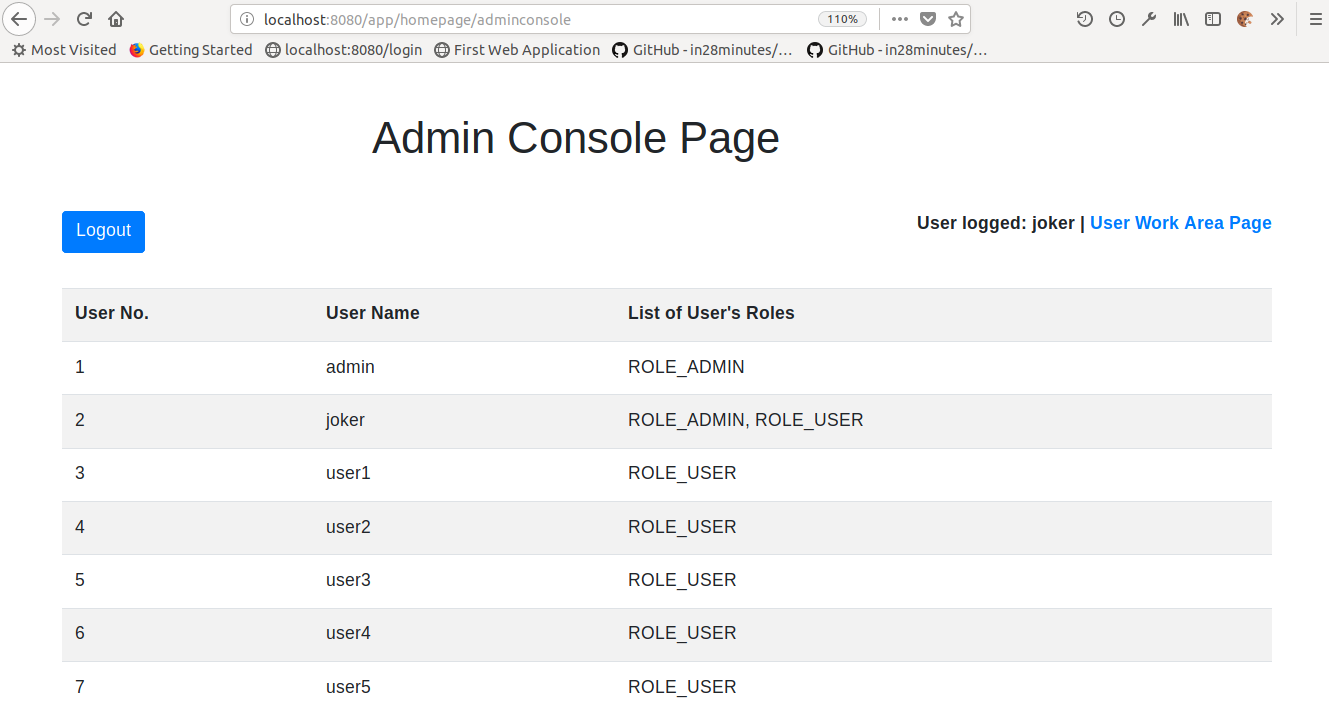 localhost:8080/app/homepage/adminconsole 110%
Most Visited Getting Started localhost:8080/login First Web Application GitHub - in28minutes/… GitHub - in28minutes/…
Admin Console Page
Logout User logged: joker | User Work Area Page
User No. User Name List of User's Roles
1 admin ROLE_ADMIN
2 joker ROLE_ADMIN, ROLE_USER
3 user1 ROLE_USER
4 user2 ROLE_USER
5 user3 ROLE_USER
6 user4 ROLE_USER
7 user5 ROLE_USER